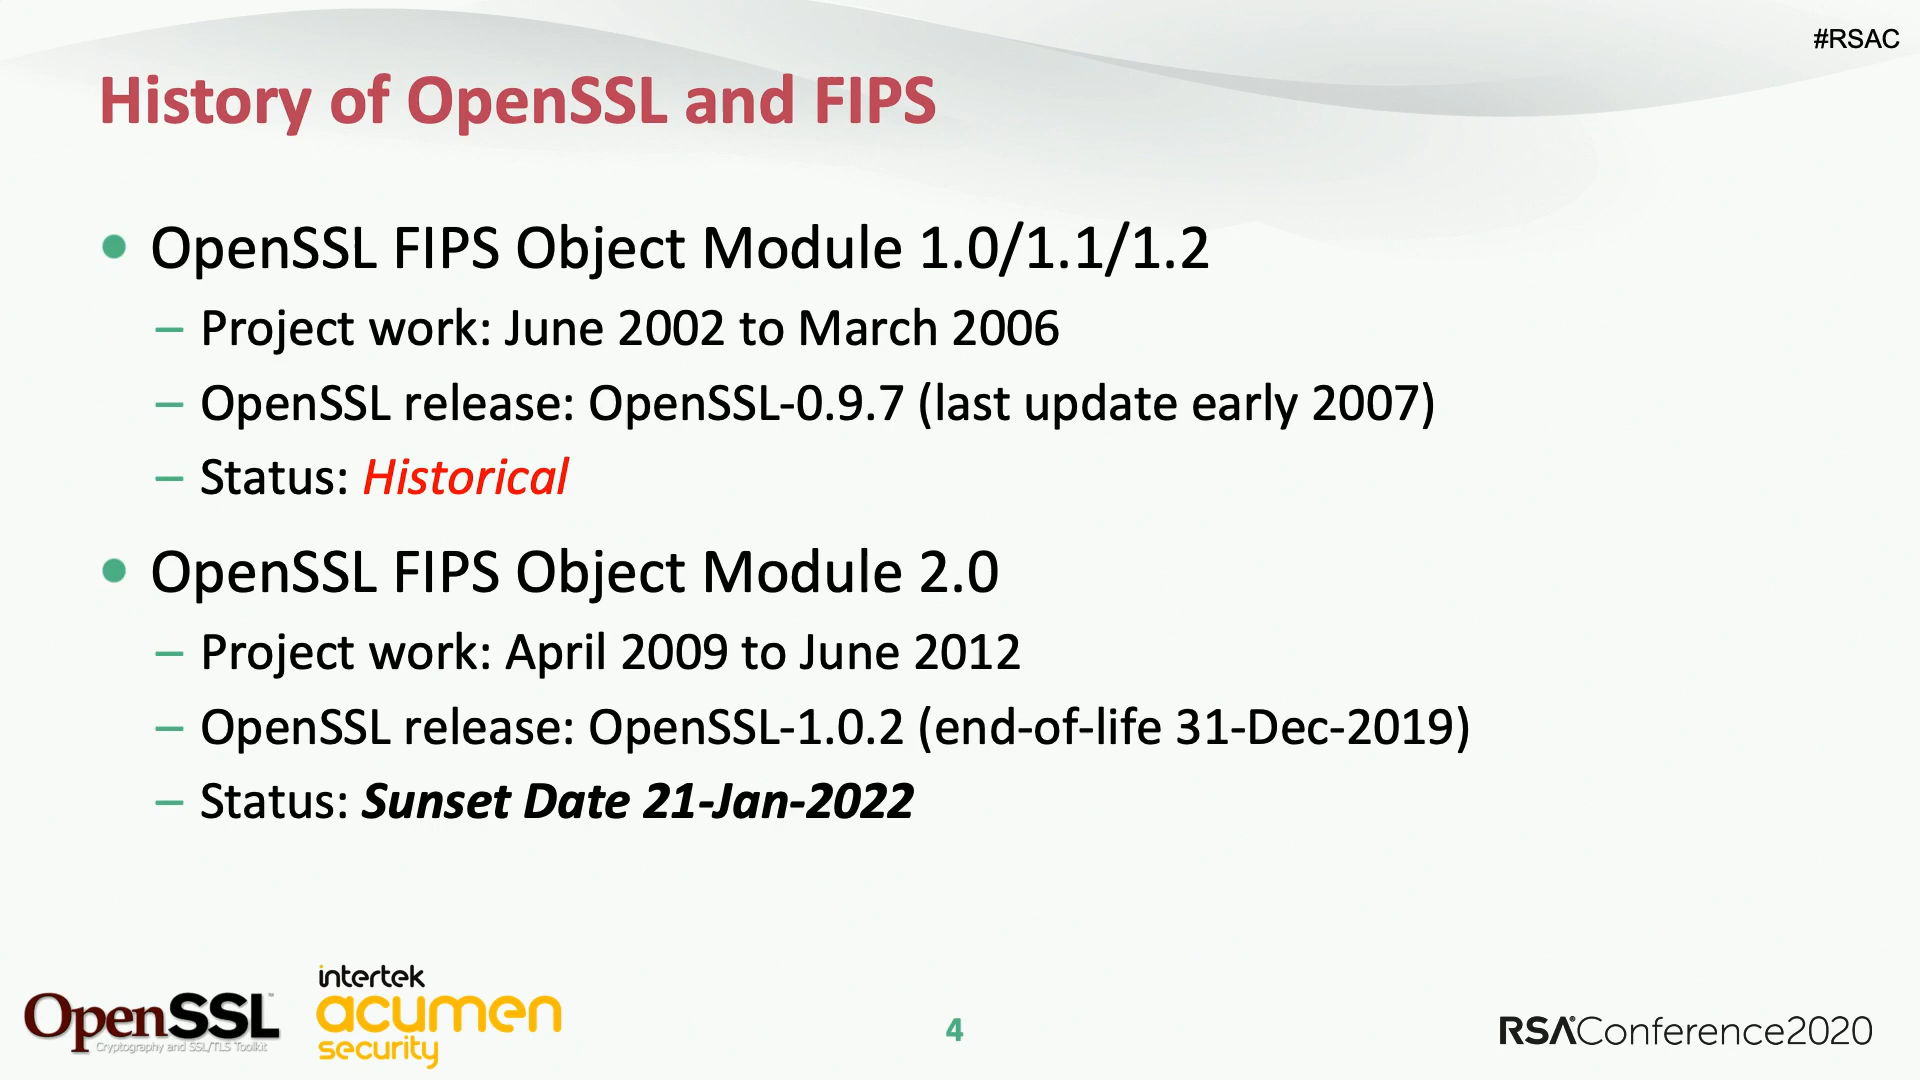 #RSAC
History of OpenSSL and FIPS
• OpenSSL FIPS Object Module 1.0/1.1/1.2
– Project work: June 2002 to March 2006
– OpenSSL release: OpenSSL-0.9.7 (last update early 2007)
– Status: Historical
• OpenSSL FIPS Object Module 2.0
– Project work: April 2009 to June 2012
– OpenSSL release: OpenSSL-1.0.2 (end-of-life 31-Dec-2019)
– Status: Sunset Date 21-Jan-2022
OpenSSL™
Cryptography and SSL/TLS Toolkit
intertek
acumen
security
4
RSA®Conference2020